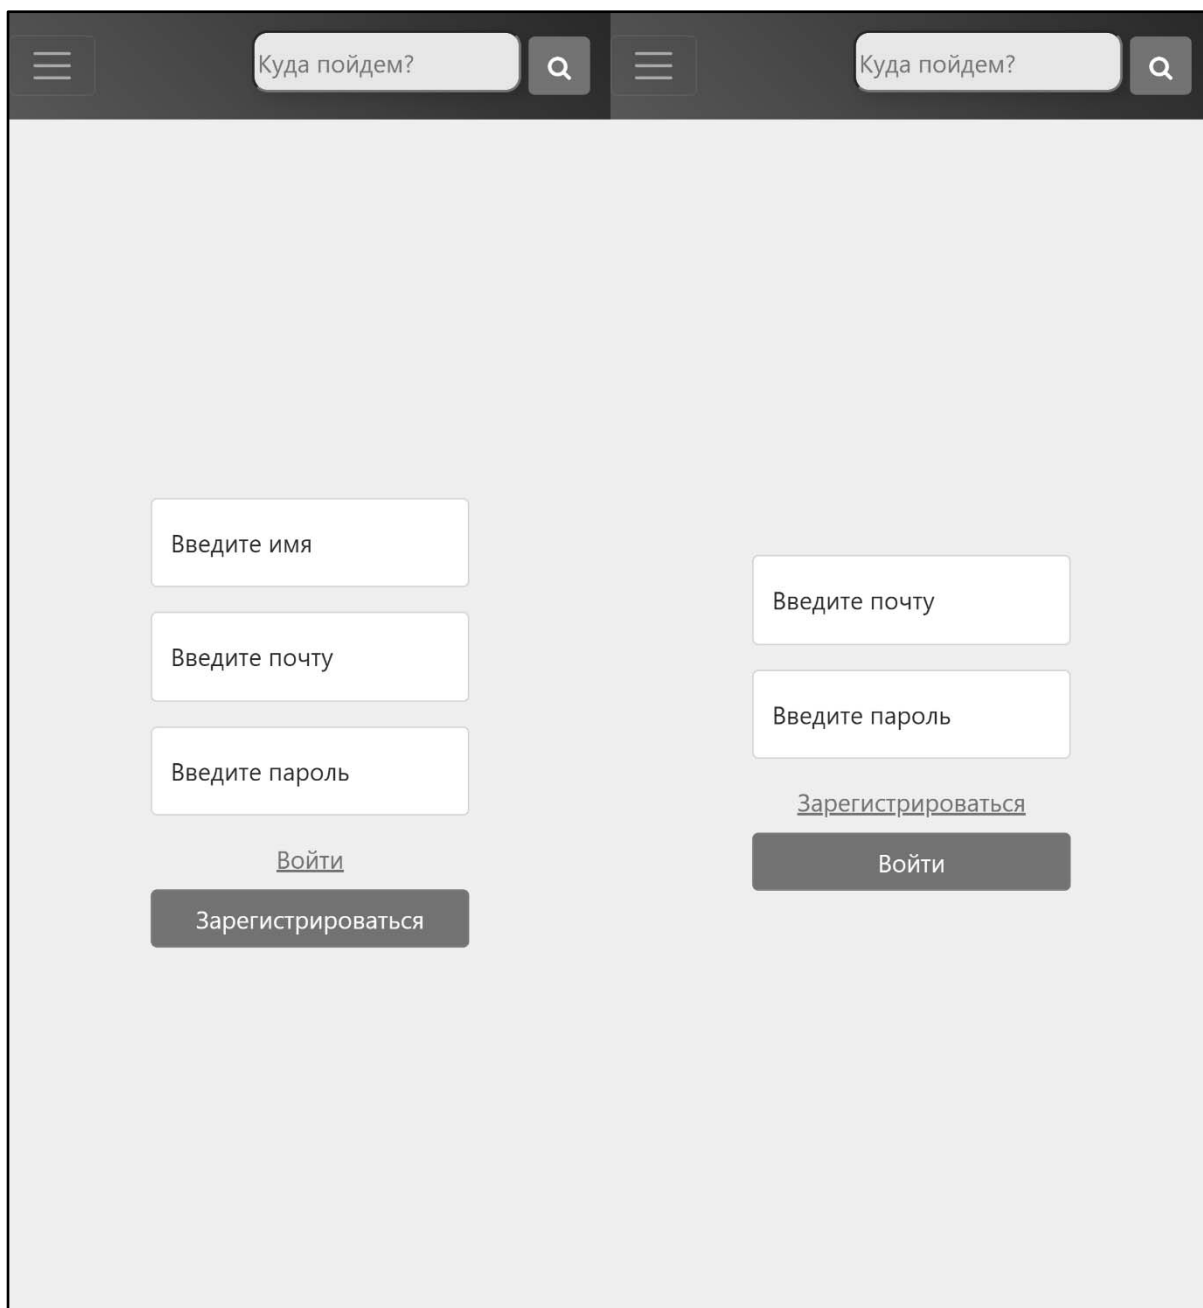 Куда пойдем?
Введите имя
Введите почту
Введите пароль
Войти
Зарегистрироваться
Куда пойдем?
Введите почту
Введите пароль
Зарегистрироваться
Войти